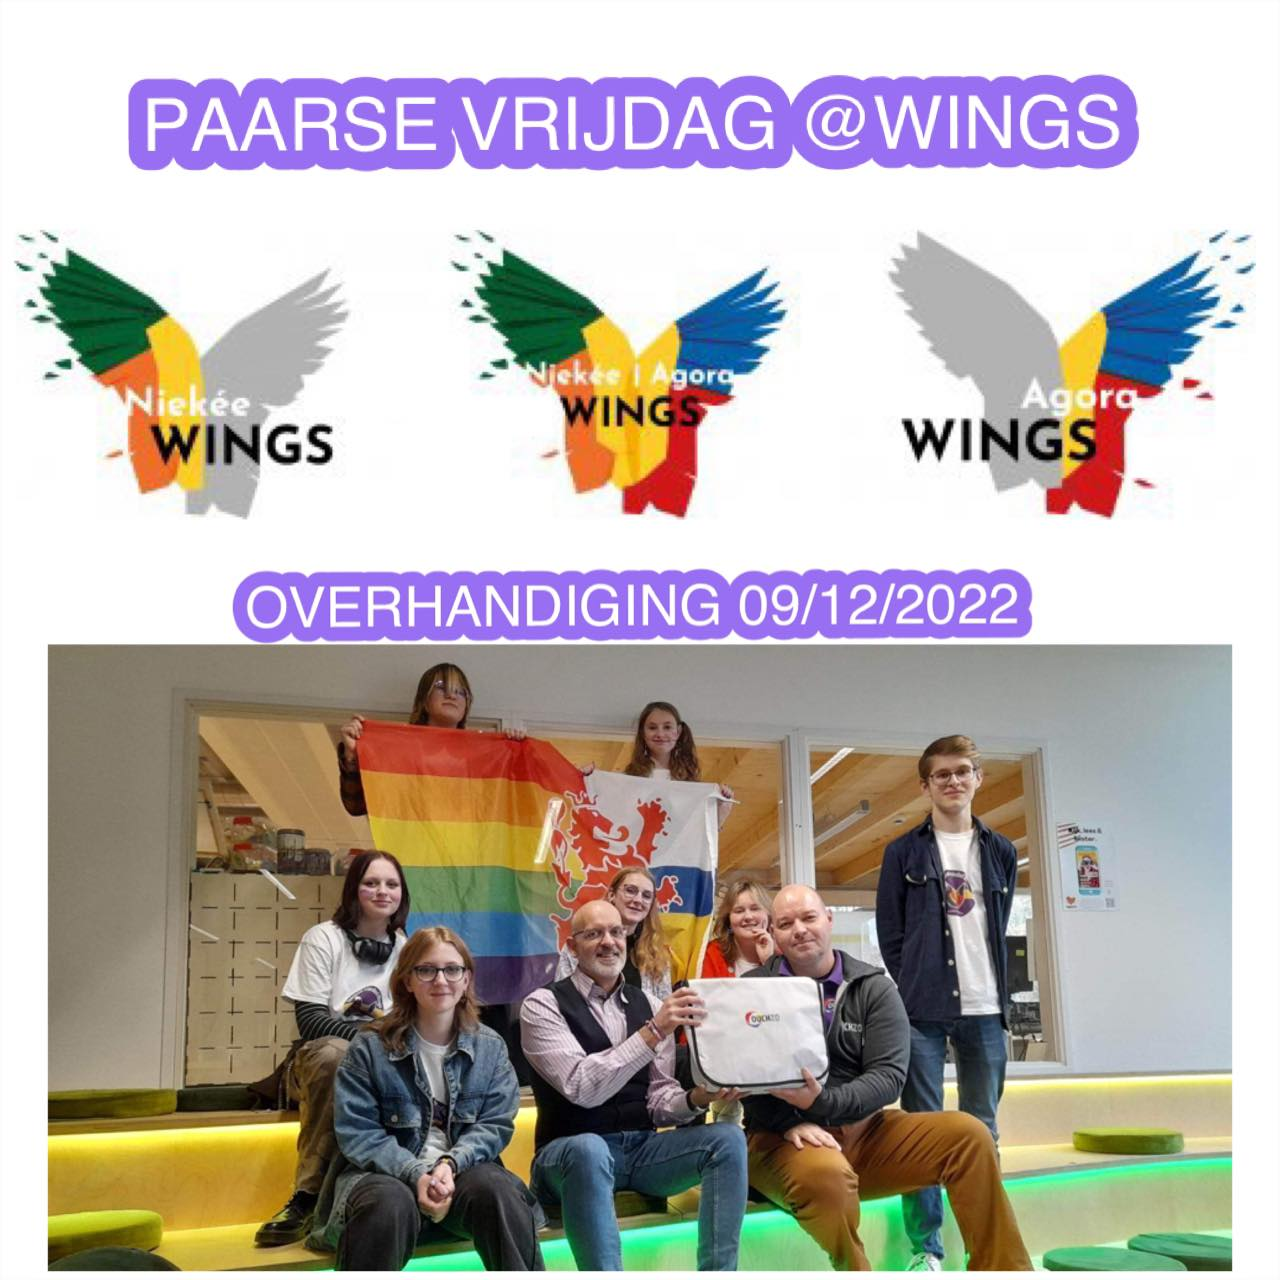 PAARSE VRIJDAG @WINGS
Niekée
WINGS
Niekée | Agora
WINGS
Agora
WINGS
OVERHANDIGING 09/12/2022